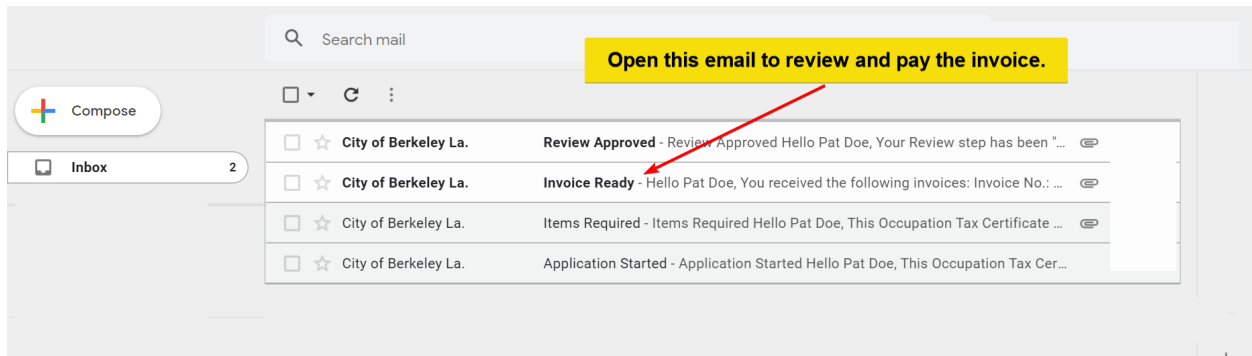 Search mail
Open this email to review and pay the invoice.
Compose
Inbox 2
City of Berkeley La. Review Approved - Review Approved Hello Pat Doe, Your Review step has been "...
City of Berkeley La. Invoice Ready - Hello Pat Doe, You received the following invoices: Invoice No.: ...
City of Berkeley La. Items Required - Items Required Hello Pat Doe, This Occupation Tax Certificate ...
City of Berkeley La. Application Started - Application Started Hello Pat Doe, This Occupation Tax Cer...